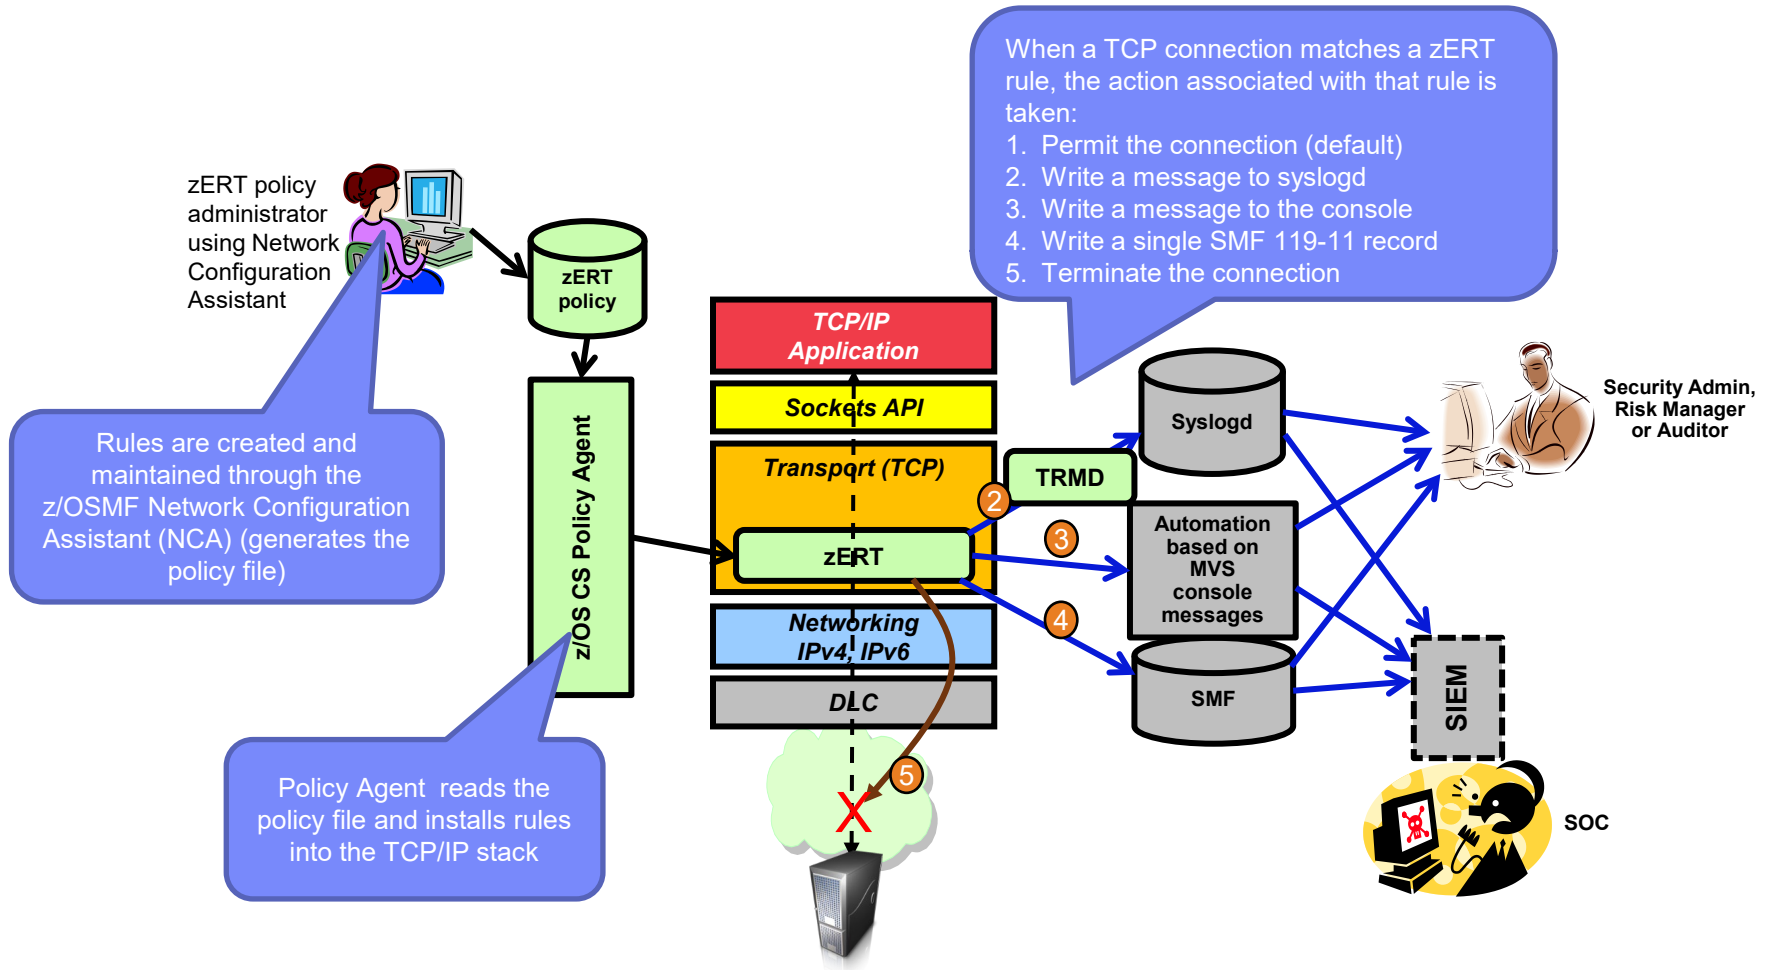 When a TCP connection matches a zERT
rule, the action associated with that rule is
taken:
1. Permit the connection (default)
2. Write a message to syslogd
3. Write a message to the console
4. Write a single SMF 119-11 record
5. Terminate the connection
zERT policy
administrator
using Network
Configuration
Assistant
zERT
policy
TCP/IP
Application
Sockets API
Transport (TCP)
zERT
Networking
IPv4, IPv6
DLC
z/OS CS Policy Agent
Rules are created and
maintained through the
z/OSMF Network Configuration
Assistant (NCA) (generates the
policy file)
Policy Agent reads the
policy file and installs rules
into the TCP/IP stack
2
TRMD
3
4
5
X
Syslogd
Automation
based on
MVS
console
messages
SMF
Security Admin,
Risk Manager
or Auditor
SIEM
SOC